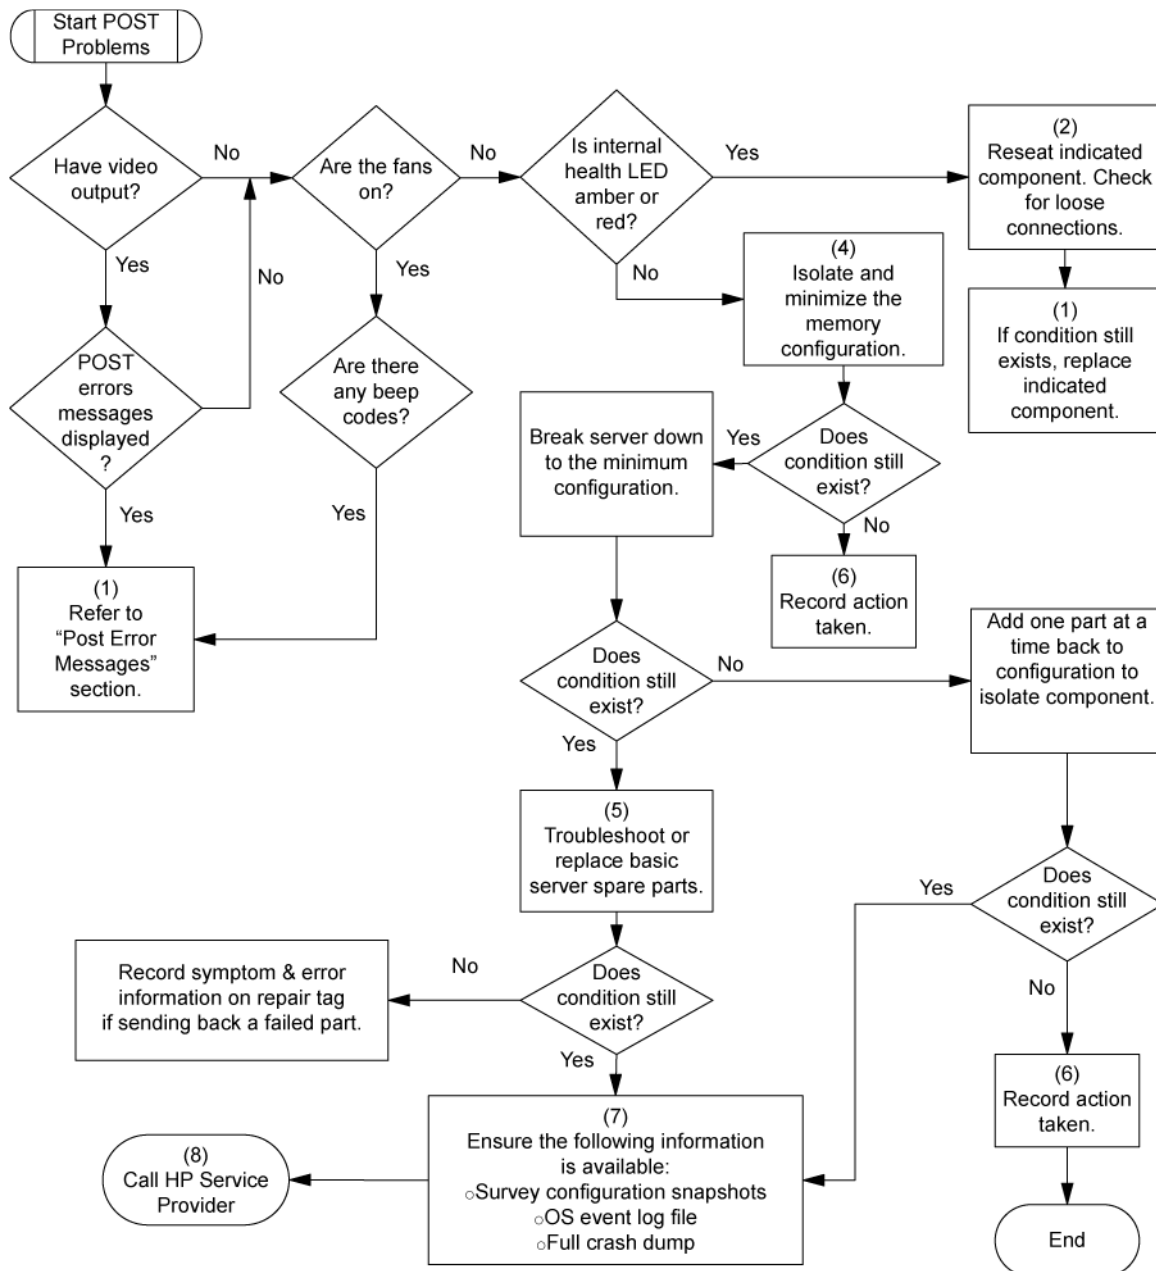 Start POST
Problems
Have video
output?
No
Are the fans
on?
No
Is internal
health LED
amber or
red?
Yes
(2)
Reseat indicated
component. Check
for loose
connections.
Yes
No
Yes
No
(4)
Isolate and
minimize the
memory
configuration.
(1)
If condition still
exists, replace
indicated
component.
POST
errors
messages
displayed
?
Are there
any beep
codes?
Break server down
to the minimum
configuration.
Yes
Does
condition still
exist?
Yes
Yes
No
(1)
Refer to
“Post Error
Messages”
section.
(6)
Record action
taken.
Does
condition still
exist?
No
Add one part at a
time back to
configuration to
isolate component.
Yes
(5)
Troubleshoot or
replace basic
server spare parts.
Yes
Does
condition still
exist?
Record symptom & error
information on repair tag
if sending back a failed part.
No
Does
condition still
exist?
No
Yes
(6)
Record action
taken.
(7)
Ensure the following information
is available:
○Survey configuration snapshots
○OS event log file
○Full crash dump
(8)
Call HP Service
Provider
End